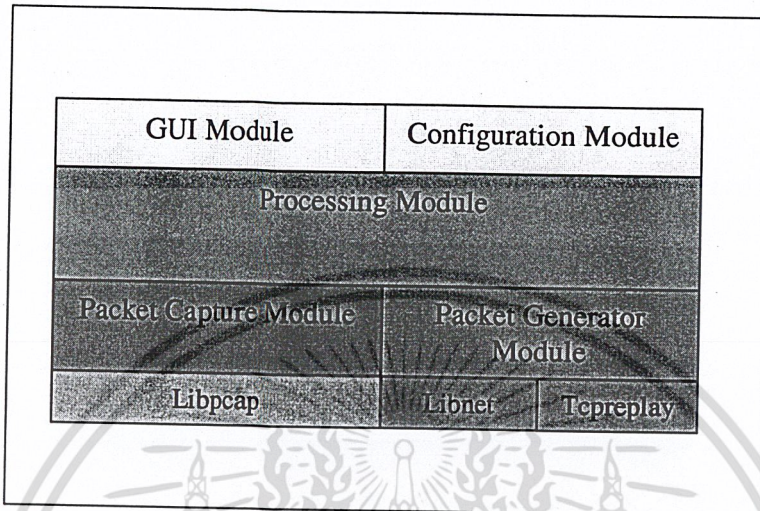 GUI Module
Configuration Module
Processing Module
Packet Capture Module
Packet Generator
Module
Libpcap
Libnet
Tcpreplay